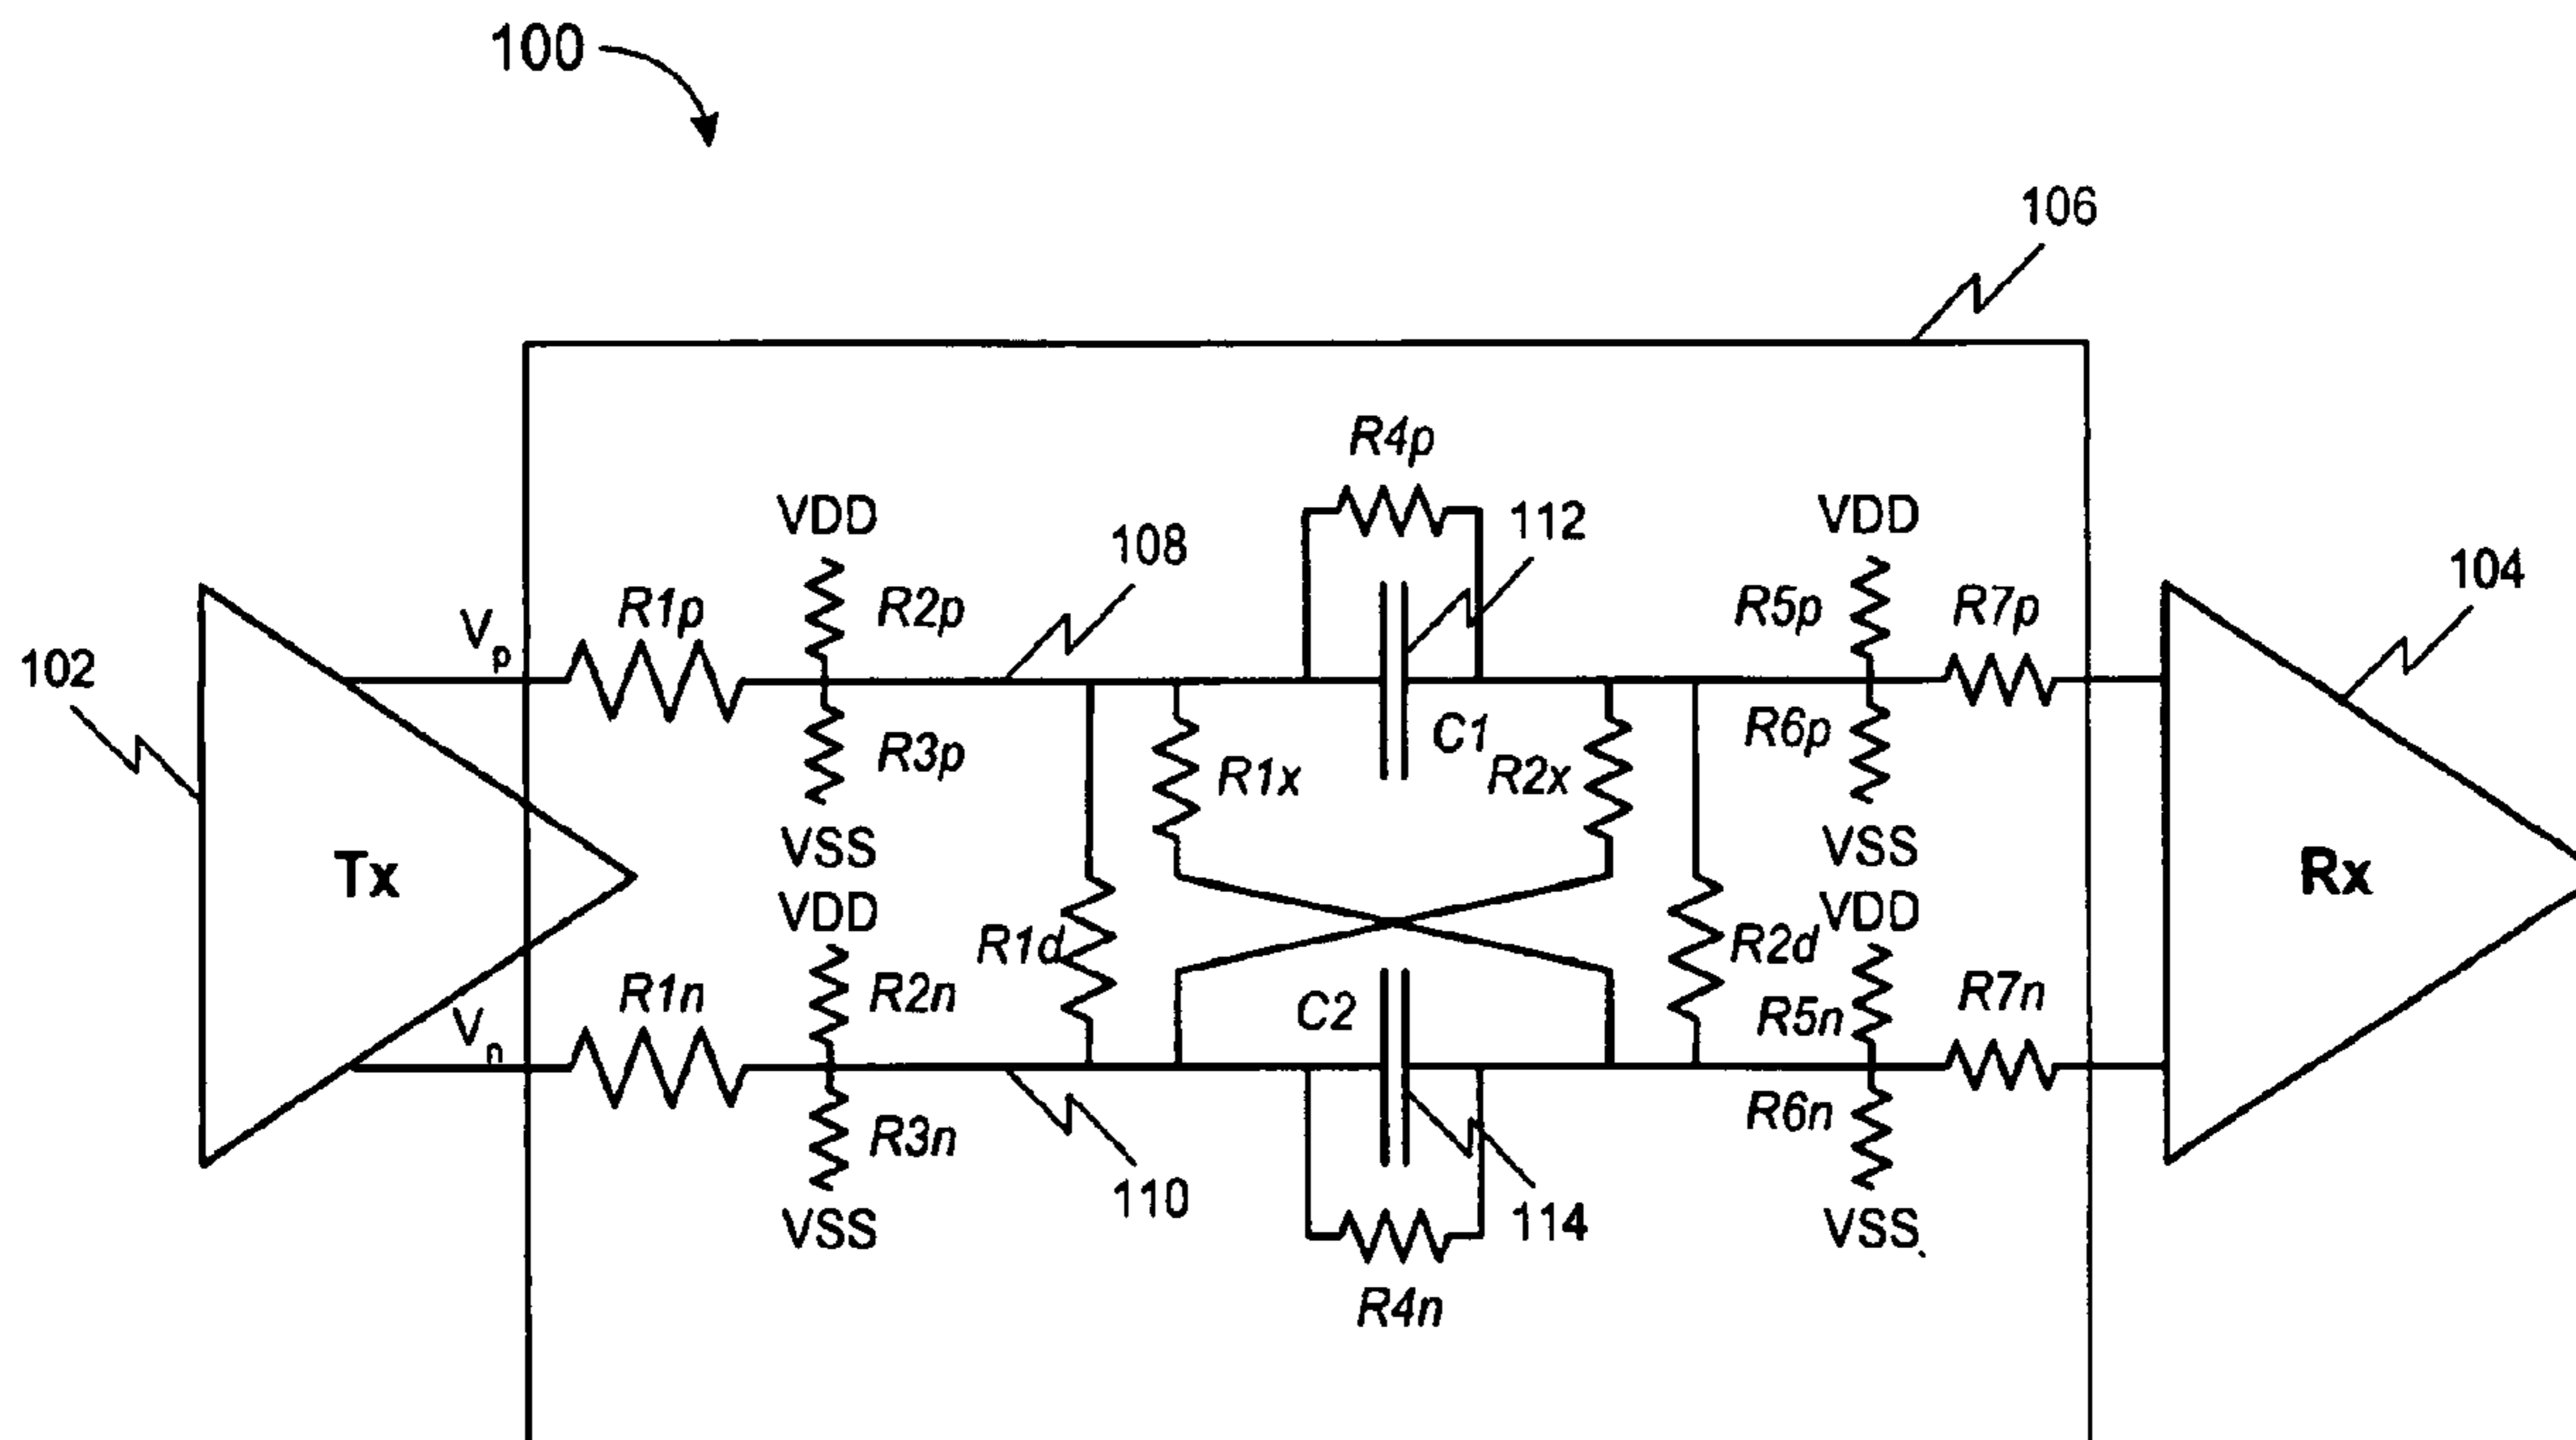 100
106
R4p
VDD
VDD
112
108
104
R1p
R2p
R5p
R7p
Vp
102
C1
R3p
R6p
R1x
R2x
VSS
VSS
Tx
Rx
VDD
VDD
R1d
R2d
R1n
R2n
C2
R5n
R7n
Vn
R3n
R6n
110
114
VSS
VSS
R4n